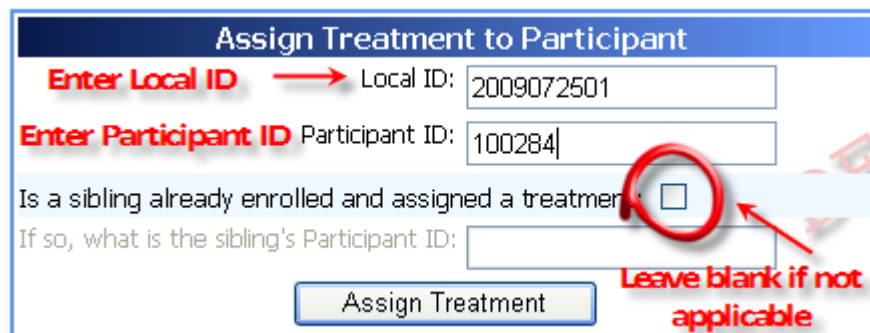 Assign Treatment to Participant
Enter Local ID Local ID: 2009072501
Enter Participant ID Participant ID: 100284
Is a sibling already enrolled and assigned a treatment:
If so, what is the sibling's Participant ID:
Leave blank if not
applicable
Assign Treatment